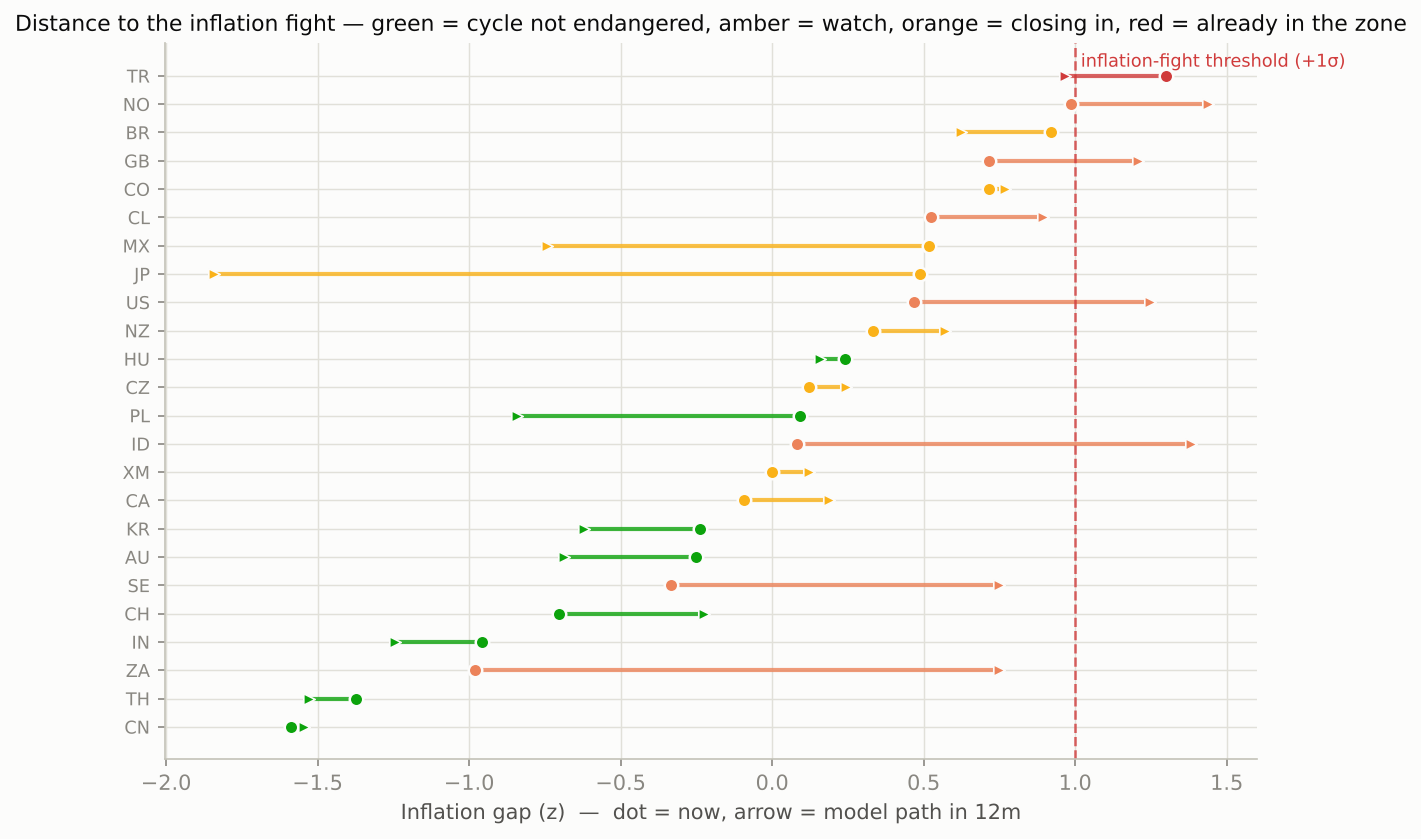 Distance to the inflation fight — green = cycle not endangered, amber = watch, orange = closing in, red = already in the zone
inflation-fight threshold (+1σ)
TR
NO
BR
GB
CO
CL
MX
JP
US
NZ
HU
CZ
PL
ID
XM
CA
KR
AU
SE
CH
IN
ZA
TH
CN
−2.0 −1.5 −1.0 −0.5 0.0 0.5 1.0 1.5
Inflation gap (z) — dot = now, arrow = model path in 12m